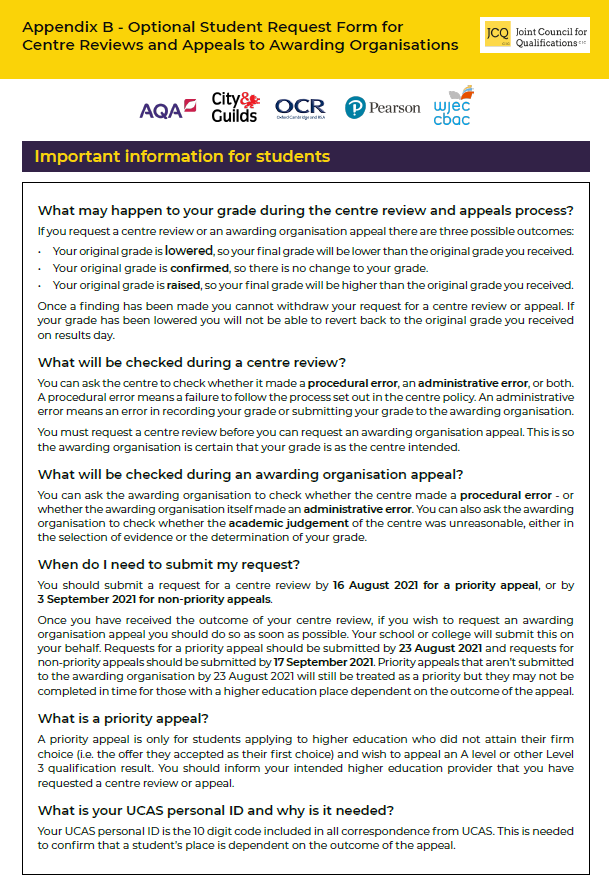 Appendix B - Optional Student Request Form for
Centre Reviews and Appeals to Awarding Organisations
JCQ
Joint Council for
Qualifications CIC
AQA
City&
Guilds
OCR
Oxford Cambridge and RSA
Pearson
wjec
cbac
Important information for students
What may happen to your grade during the centre review and appeals process?
If you request a centre review or an awarding organisation appeal there are three possible outcomes:
• Your original grade is lowered, so your final grade will be lower than the original grade you received.
• Your original grade is confirmed, so there is no change to your grade.
• Your original grade is raised, so your final grade will be higher than the original grade you received.
Once a finding has been made you cannot withdraw your request for a centre review or appeal. If
your grade has been lowered you will not be able to revert back to the original grade you received
on results day.
What will be checked during a centre review?
You can ask the centre to check whether it made a procedural error, an administrative error, or both.
A procedural error means a failure to follow the process set out in the centre policy. An administrative
error means an error in recording your grade or submitting your grade to the awarding organisation.
You must request a centre review before you can request an awarding organisation appeal. This is so
the awarding organisation is certain that your grade is as the centre intended.
What will be checked during an awarding organisation appeal?
You can ask the awarding organisation to check whether the centre made a procedural error - or
whether the awarding organisation itself made an administrative error. You can also ask the awarding
organisation to check whether the academic judgement of the centre was unreasonable, either in
the selection of evidence or the determination of your grade.
When do I need to submit my request?
You should submit a request for a centre review by 16 August 2021 for a priority appeal, or by
3 September 2021 for non-priority appeals.
Once you have received the outcome of your centre review, if you wish to request an awarding
organisation appeal you should do so as soon as possible. Your school or college will submit this on
your behalf. Requests for a priority appeal should be submitted by 23 August 2021 and requests for
non-priority appeals should be submitted by 17 September 2021. Priority appeals that aren't submitted
to the awarding organisation by 23 August 2021 will still be treated as a priority but they may not be
completed in time for those with a higher education place dependent on the outcome of the appeal.
What is a priority appeal?
A priority appeal is only for students applying to higher education who did not attain their firm
choice (i.e. the offer they accepted as their first choice) and wish to appeal an A level or other Level
3 qualification result. You should inform your intended higher education provider that you have
requested a centre review or appeal.
What is your UCAS personal ID and why is it needed?
Your UCAS personal ID is the 10 digit code included in all correspondence from UCAS. This is needed
to confirm that a student's place is dependent on the outcome of the appeal.